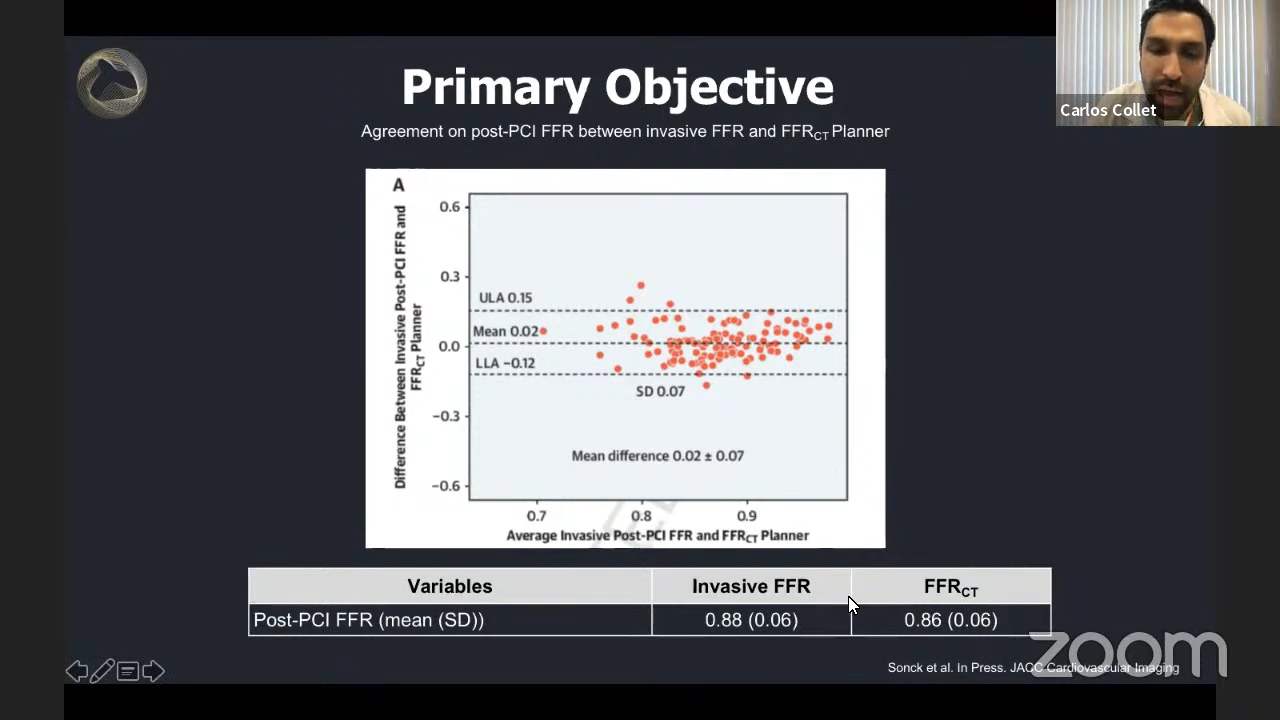 Primary Objective
Carlos Collet
Agreement on post-PCI FFR between invasive FFR and FFRCT Planner
A
Difference Between Invasive Post-PCI FFR and
FFRCT Planner
0.6
0.3
0.0
−0.3
−0.6
ULA 0.15
Mean 0.02
LLA −0.12
SD 0.07
Mean difference 0.02 ± 0.07
0.7 0.8 0.9
Average Invasive Post-PCI FFR and FFRCT Planner
Variables Invasive FFR FFRCT
Post-PCI FFR (mean (SD)) 0.88 (0.06) 0.86 (0.06)
zoom
Sonck et al. In Press. JACC Cardiovascular Imaging